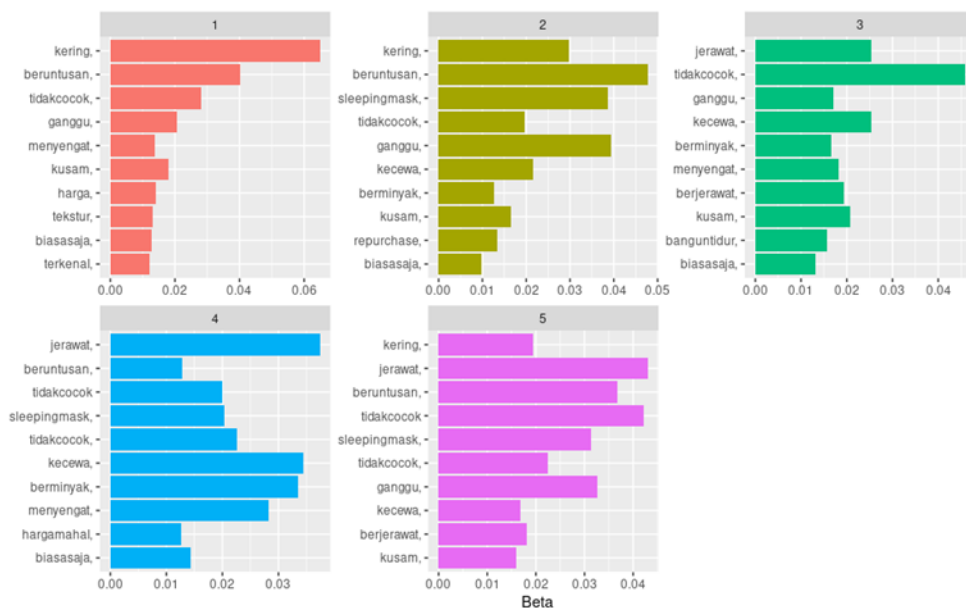 1
kering,
beruntusan,
tidakcocok,
ganggu,
menyengat,
kusam,
harga,
tekstur,
biasasaja,
terkenal,
0.00 0.02 0.04 0.06
2
kering,
beruntusan,
sleepingmask,
tidakcocok,
ganggu,
kecewa,
berminyak,
kusam,
repurchase,
biasasaja,
0.00 0.01 0.02 0.03 0.04 0.05
3
jerawat,
tidakcocok,
ganggu,
kecewa,
berminyak,
menyengat,
berjerawat,
kusam,
banguntidur,
biasasaja,
0.00 0.01 0.02 0.03 0.04
4
jerawat,
beruntusan,
tidakcocok
sleepingmask,
tidakcocok,
kecewa,
berminyak,
menyengat,
hargamahal,
biasasaja,
0.00 0.01 0.02 0.03
5
kering,
jerawat,
beruntusan,
tidakcocok
sleepingmask,
tidakcocok,
ganggu,
kecewa,
berjerawat,
kusam,
0.00 0.01 0.02 0.03 0.04
Beta